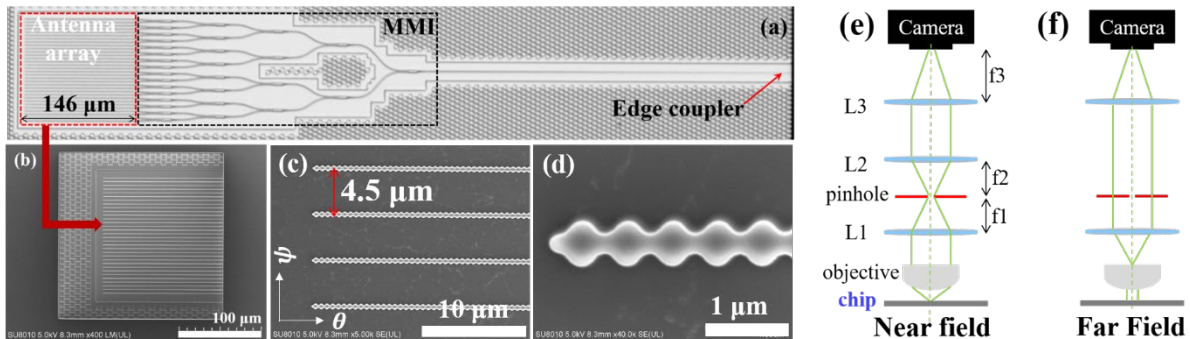 Antenna
array
146 μm
MMI
(a)
Edge coupler
(b)
100 μm
SU8010 5.0kV 8.3mm x400 LM(UL)
(c)
4.5 μm
ψ
θ
10 μm
SU8010 5.0kV 8.3mm x5.00k SE(UL)
(d)
1 μm
SU8010 5.0kV 8.3mm x40.0k SE(UL)
(e)
Camera
f3
L3
L2
f2
pinhole
f1
L1
objective
chip
Near field
(f)
Camera
Far Field